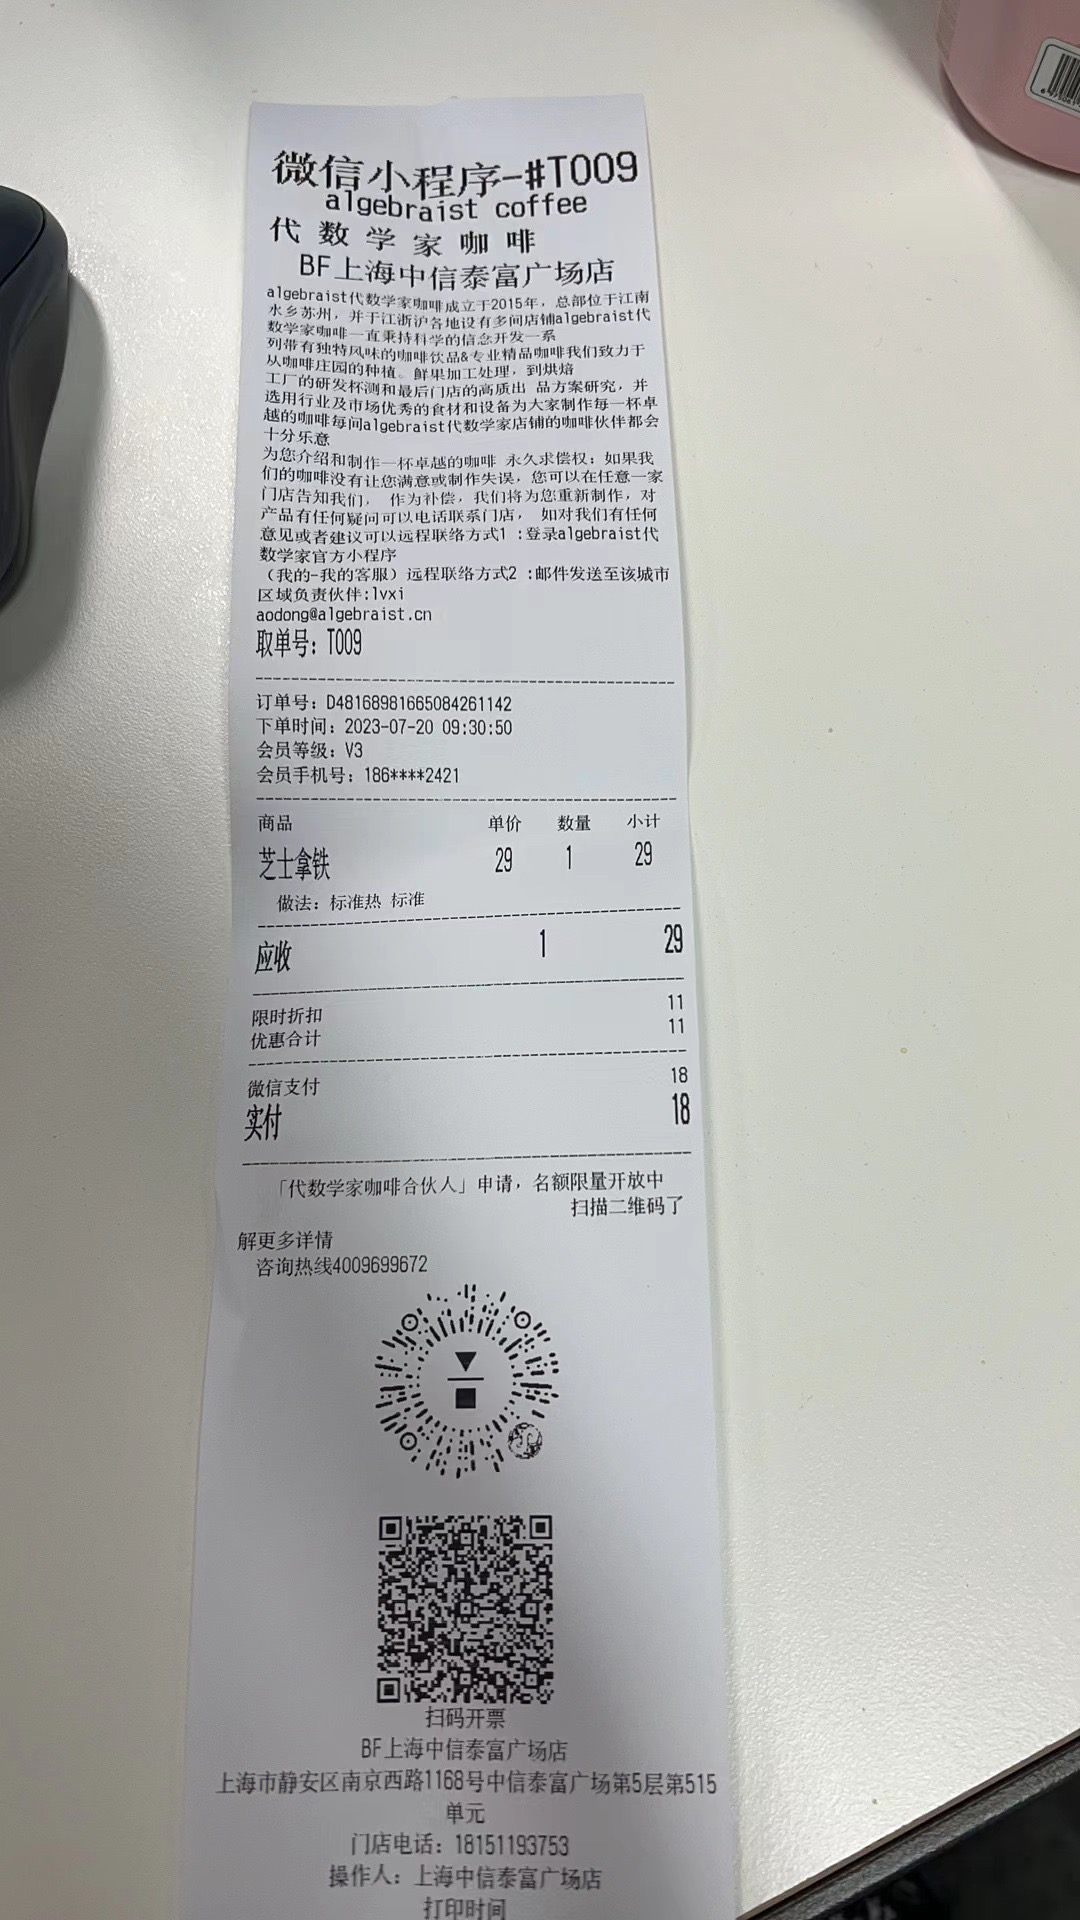 微信小程序-#T009
algebraist coffee
代数学家咖啡
BF上海中信泰富广场店
algebraist代数学家咖啡成立于2015年，总部位于江南
水乡苏州，并于江浙沪各地设有多间店铺algebraist代
数学家咖啡一直秉持科学的信念开发一系
列带有独特风味的咖啡饮品&专业精品咖啡我们致力于
从咖啡庄园的种植。鲜果加工处理，到烘焙
工厂的研发杯测和最后门店的高质出 品方案研究，并
选用行业及市场优秀的食材和设备为大家制作每一杯卓
越的咖啡每间algebraist代数学家店铺的咖啡伙伴都会
十分乐意
为您介绍和制作一杯卓越的咖啡 永久求偿权：如果我
们的咖啡没有让您满意或制作失误，您可以在任意一家
门店告知我们， 作为补偿，我们将为您重新制作，对
产品有任何疑问可以电话联系门店， 如对我们有任何
意见或者建议可以远程联络方式1 :登录algebraist代
数学家官方小程序
（我的-我的客服）远程联络方式2 :邮件发送至该城市
区域负责伙伴:lvxi
aodong@algebraist.cn
取单号：T009
订单号：D48168981665084261142
下单时间：2023-07-20 09:30:50
会员等级：V3
会员手机号：186****2421
商品 单价 数量 小计
芝士拿铁 29 1 29
做法：标准热 标准
应收 1 29
限时折扣 11
优惠合计 11
微信支付 18
实付 18
「代数学家咖啡合伙人」申请，名额限量开放中
扫描二维码了
解更多详情
咨询热线4009699672
扫码开票
BF上海中信泰富广场店
上海市静安区南京西路1168号中信泰富广场第5层第515
单元
门店电话：18151193753
操作人：上海中信泰富广场店
打印时间